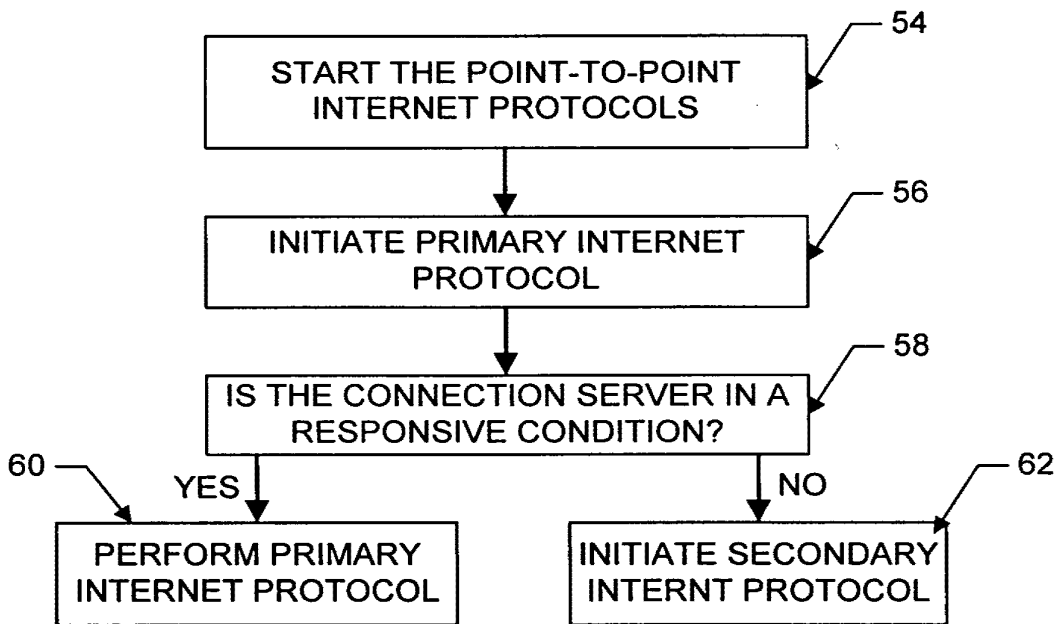 54
START THE POINT-TO-POINT
INTERNET PROTOCOLS
56
INITIATE PRIMARY INTERNET
PROTOCOL
58
IS THE CONNECTION SERVER IN A
RESPONSIVE CONDITION?
60
YES
NO
62
PERFORM PRIMARY
INTERNET PROTOCOL
INITIATE SECONDARY
INTERNT PROTOCOL